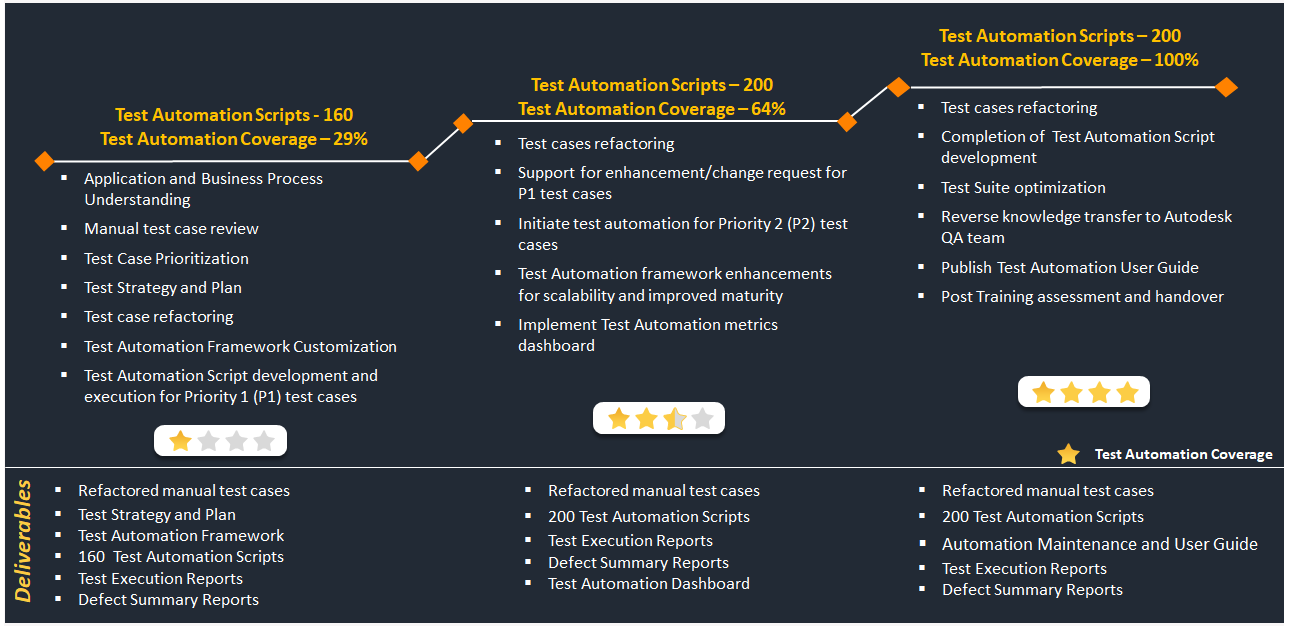 Test Automation Scripts - 160
Test Automation Coverage – 29%
Application and Business Process
Understanding
Manual test case review
Test Case Prioritization
Test Strategy and Plan
Test case refactoring
Test Automation Framework Customization
Test Automation Script development and
execution for Priority 1 (P1) test cases
Test Automation Scripts – 200
Test Automation Coverage – 64%
Test cases refactoring
Support for enhancement/change request for
P1 test cases
Initiate test automation for Priority 2 (P2) test
cases
Test Automation framework enhancements
for scalability and improved maturity
Implement Test Automation metrics
dashboard
Test Automation Scripts – 200
Test Automation Coverage – 100%
Test cases refactoring
Completion of Test Automation Script
development
Test Suite optimization
Reverse knowledge transfer to Autodesk
QA team
Publish Test Automation User Guide
Post Training assessment and handover
Test Automation Coverage
Deliverables
Refactored manual test cases
Test Strategy and Plan
Test Automation Framework
160 Test Automation Scripts
Test Execution Reports
Defect Summary Reports
Refactored manual test cases
200 Test Automation Scripts
Test Execution Reports
Defect Summary Reports
Test Automation Dashboard
Refactored manual test cases
200 Test Automation Scripts
Automation Maintenance and User Guide
Test Execution Reports
Defect Summary Reports